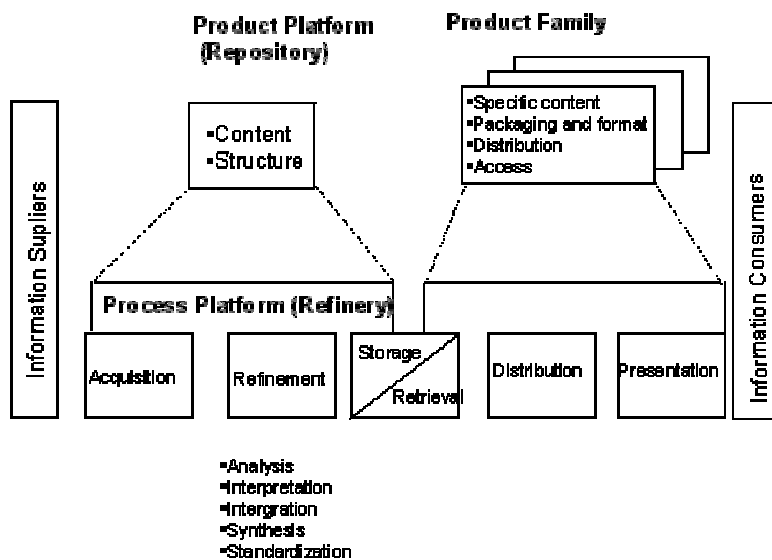 Product Platform
(Repository)
Product Family
▪Content
▪Structure
▪Specific content
▪Packaging and format
▪Distribution
▪Access
Information Supliers
Information Consumers
Process Platform (Refinery)
Acquisition
Refinement
Storage
Retrieval
Distribution
Presentation
▪Analysis
▪Interpretation
▪Intergration
▪Synthesis
▪Standardization